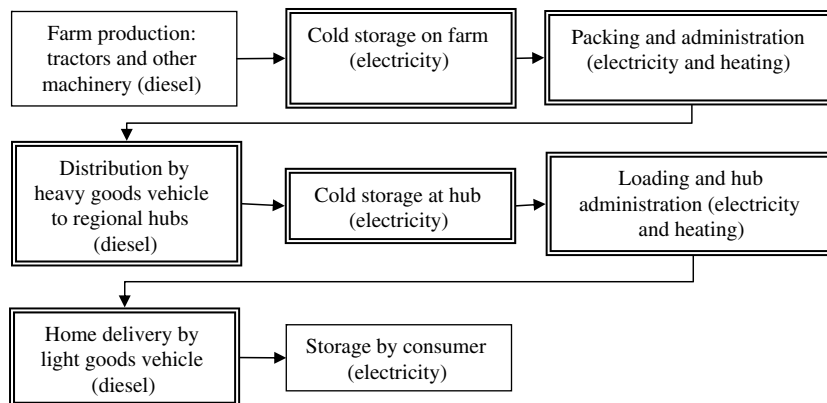 Farm production:
tractors and other
machinery (diesel)
Cold storage on farm
(electricity)
Packing and administration
(electricity and heating)
Distribution by
heavy goods vehicle
to regional hubs
(diesel)
Cold storage at hub
(electricity)
Loading and hub
administration (electricity
and heating)
Home delivery by
light goods vehicle
(diesel)
Storage by consumer
(electricity)